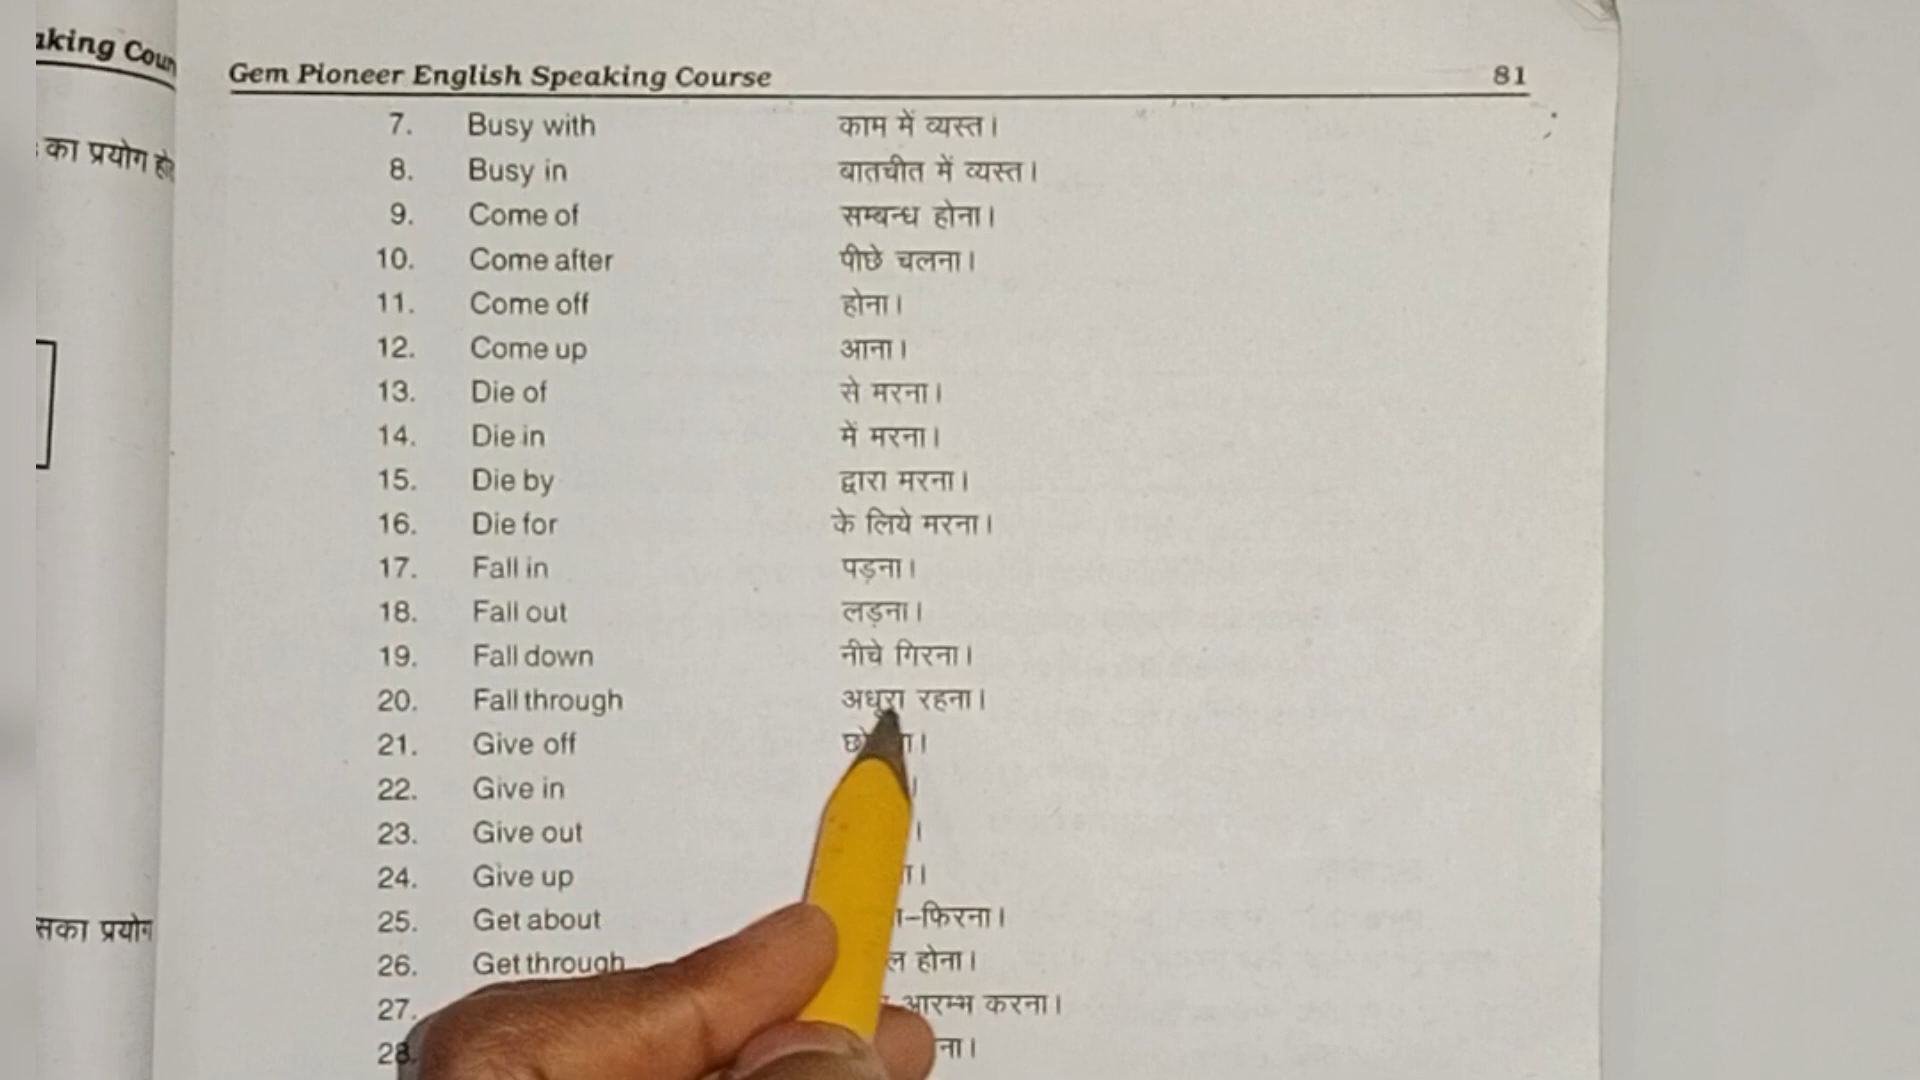 का प्रयोग
सका प्रयोग
Gem Pioneer English Speaking Course 81
7. Busy with काम में व्यस्त।
8. Busy in बातचीत में व्यस्त।
9. Come of सम्बन्ध होना।
10. Come after पीछे चलना।
11. Come off होना।
12. Come up आना।
13. Die of से मरना।
14. Die in में मरना।
15. Die by द्वारा मरना।
16. Die for के लिये मरना।
17. Fall in पड़ना।
18. Fall out लड़ना।
19. Fall down नीचे गिरना।
20. Fall through अधूरा रहना।
21. Give off
22. Give in
23. Give out
24. Give up
25. Get about फिरना।
26. Get through होना।
27. आरम्भ करना।
28.